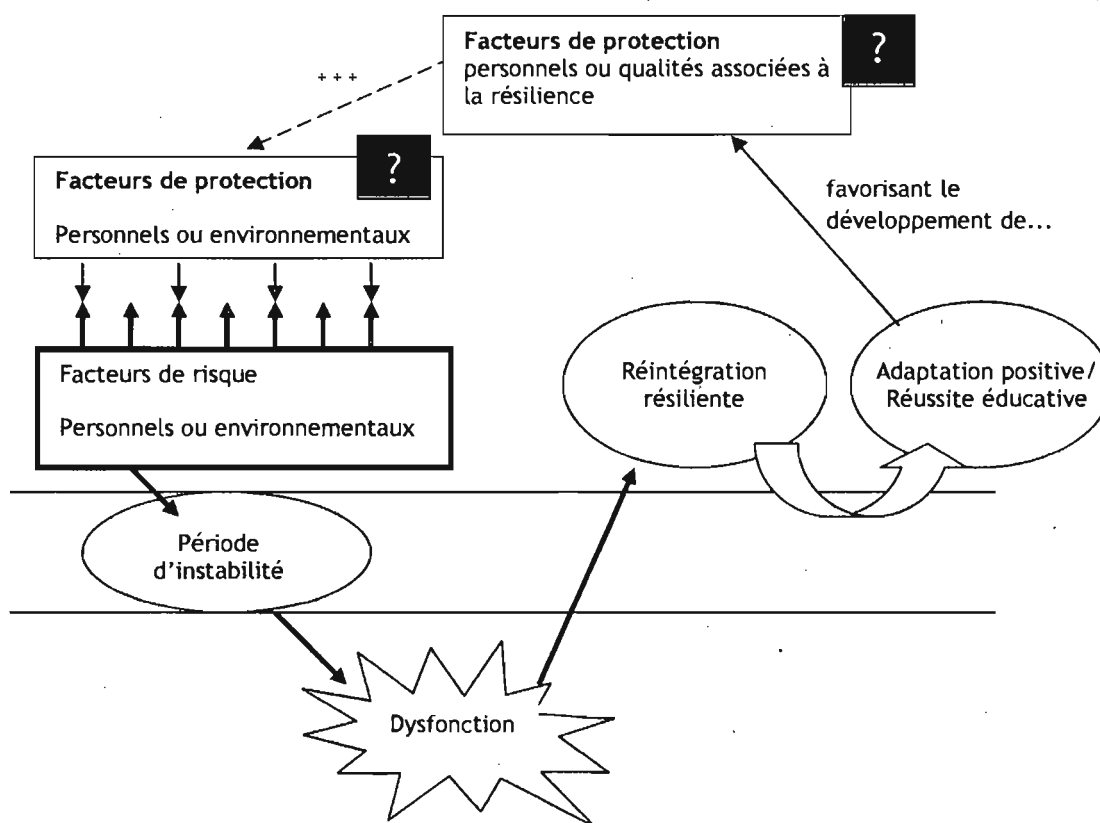 Facteurs de protection
personnels ou qualités associées à
la résilience
?
+ + +
Facteurs de protection
?
Personnels ou environnementaux
favorisant le
développement de...
Facteurs de risque
Personnels ou environnementaux
Réintégration
résiliente
Adaptation positive/
Réussite éducative
Période
d'instabilité
Dysfonction